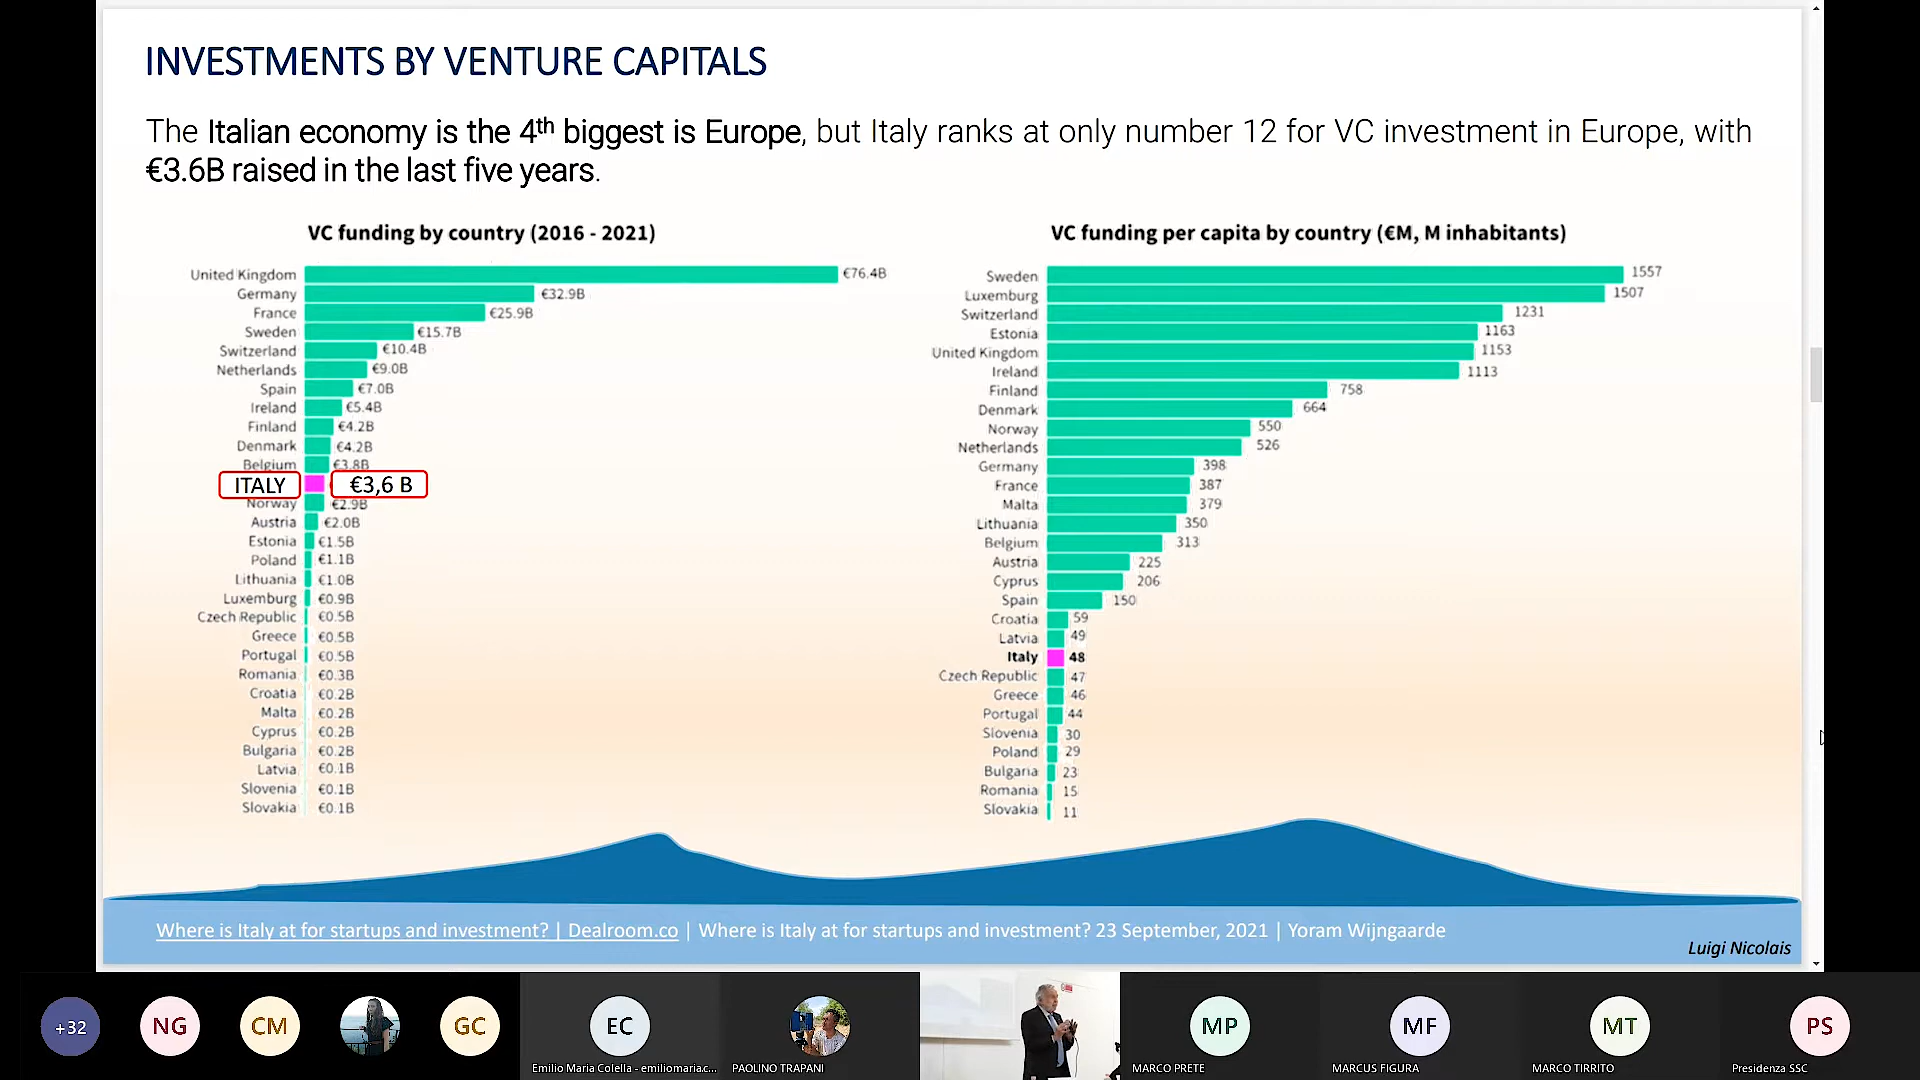 INVESTMENTS BY VENTURE CAPITALS
The Italian economy is the 4th biggest is Europe, but Italy ranks at only number 12 for VC investment in Europe, with
€3.6B raised in the last five years.
VC funding by country (2016 - 2021)
United Kingdom €76.4B
Germany €32.9B
France €25.9B
Sweden €15.7B
Switzerland €10.4B
Netherlands €9.0B
Spain €7.0B
Ireland €5.4B
Finland €4.2B
Denmark €4.2B
Belgium €3.8B
ITALY €3,6 B
Norway €2.9B
Austria €2.0B
Estonia €1.5B
Poland €1.1B
Lithuania €1.0B
Luxemburg €0.9B
Czech Republic €0.5B
Greece €0.5B
Portugal €0.5B
Romania €0.3B
Croatia €0.2B
Malta €0.2B
Cyprus €0.2B
Bulgaria €0.2B
Latvia €0.1B
Slovenia €0.1B
Slovakia €0.1B
VC funding per capita by country (€M, M inhabitants)
Sweden 1557
Luxemburg 1507
Switzerland 1231
Estonia 1163
United Kingdom 1153
Ireland 1113
Finland 758
Denmark 664
Norway 550
Netherlands 526
Germany 398
France 387
Malta 379
Lithuania 350
Belgium 313
Austria 225
Cyprus 206
Spain 150
Croatia 59
Latvia 49
Italy 48
Czech Republic 47
Greece 46
Portugal 44
Slovenia 30
Poland 29
Bulgaria 23
Romania 15
Slovakia 11
Where is Italy at for startups and investment? | Dealroom.co | Where is Italy at for startups and investment? 23 September, 2021 | Yoram Wijngaarde
Luigi Nicolais
+32
NG
CM
GC
EC
Emilio Maria Colella - emiliomaria.c...
PAOLINO TRAPANI
MP
MARCO PRETE
MF
MARCUS FIGURA
MT
MARCO TIRRITO
PS
Presidenza SSC